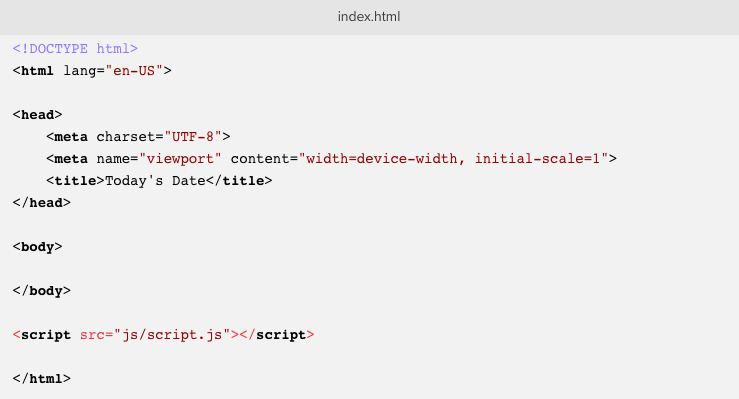 index.html
<!DOCTYPE html>
<html lang="en-US">
<head>
    <meta charset="UTF-8">
    <meta name="viewport" content="width=device-width, initial-scale=1">
    <title>Today's Date</title>
</head>
<body>
</body>
<script src="js/script.js"></script>
</html>